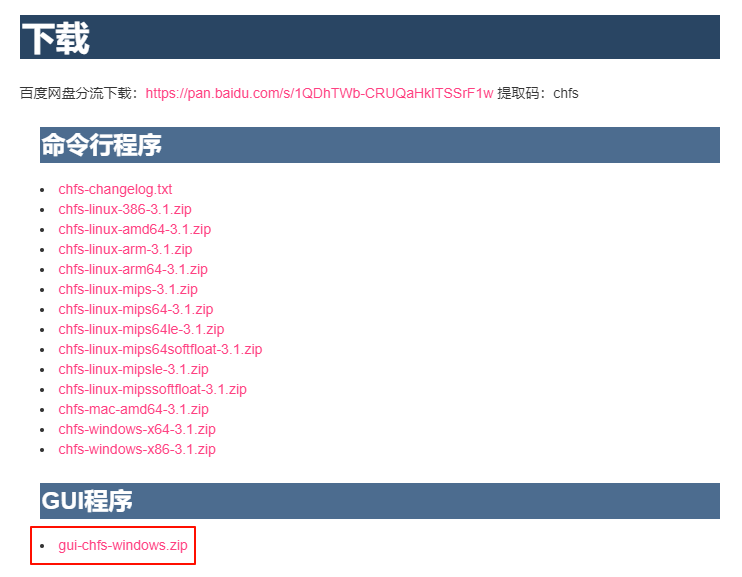 下载
百度网盘分流下载：https://pan.baidu.com/s/1QDhTWb-CRUQaHkITSSrF1w 提取码：chfs
命令行程序
chfs-changelog.txt
chfs-linux-386-3.1.zip
chfs-linux-amd64-3.1.zip
chfs-linux-arm-3.1.zip
chfs-linux-arm64-3.1.zip
chfs-linux-mips-3.1.zip
chfs-linux-mips64-3.1.zip
chfs-linux-mips64le-3.1.zip
chfs-linux-mips64softfloat-3.1.zip
chfs-linux-mipsle-3.1.zip
chfs-linux-mipssoftfloat-3.1.zip
chfs-mac-amd64-3.1.zip
chfs-windows-x64-3.1.zip
chfs-windows-x86-3.1.zip
GUI程序
gui-chfs-windows.zip